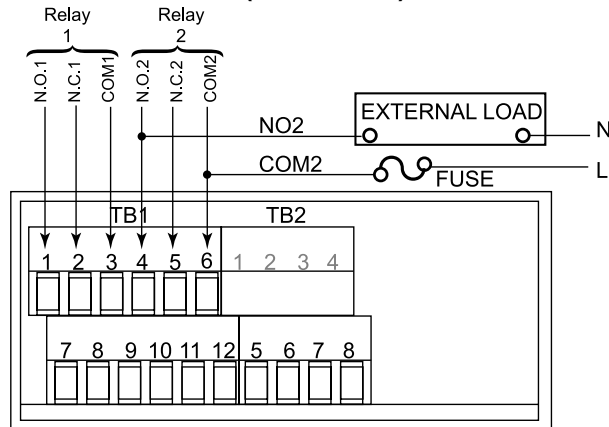 Relay Relay
1 2
N.O.1 N.C.1 COM1 N.O.2 N.C.2 COM2
EXTERNAL LOAD
NO2 N
COM2 L
FUSE
TB1 TB2
1 2 3 4 5 6 1 2 3 4
7 8 9 10 11 12 5 6 7 8